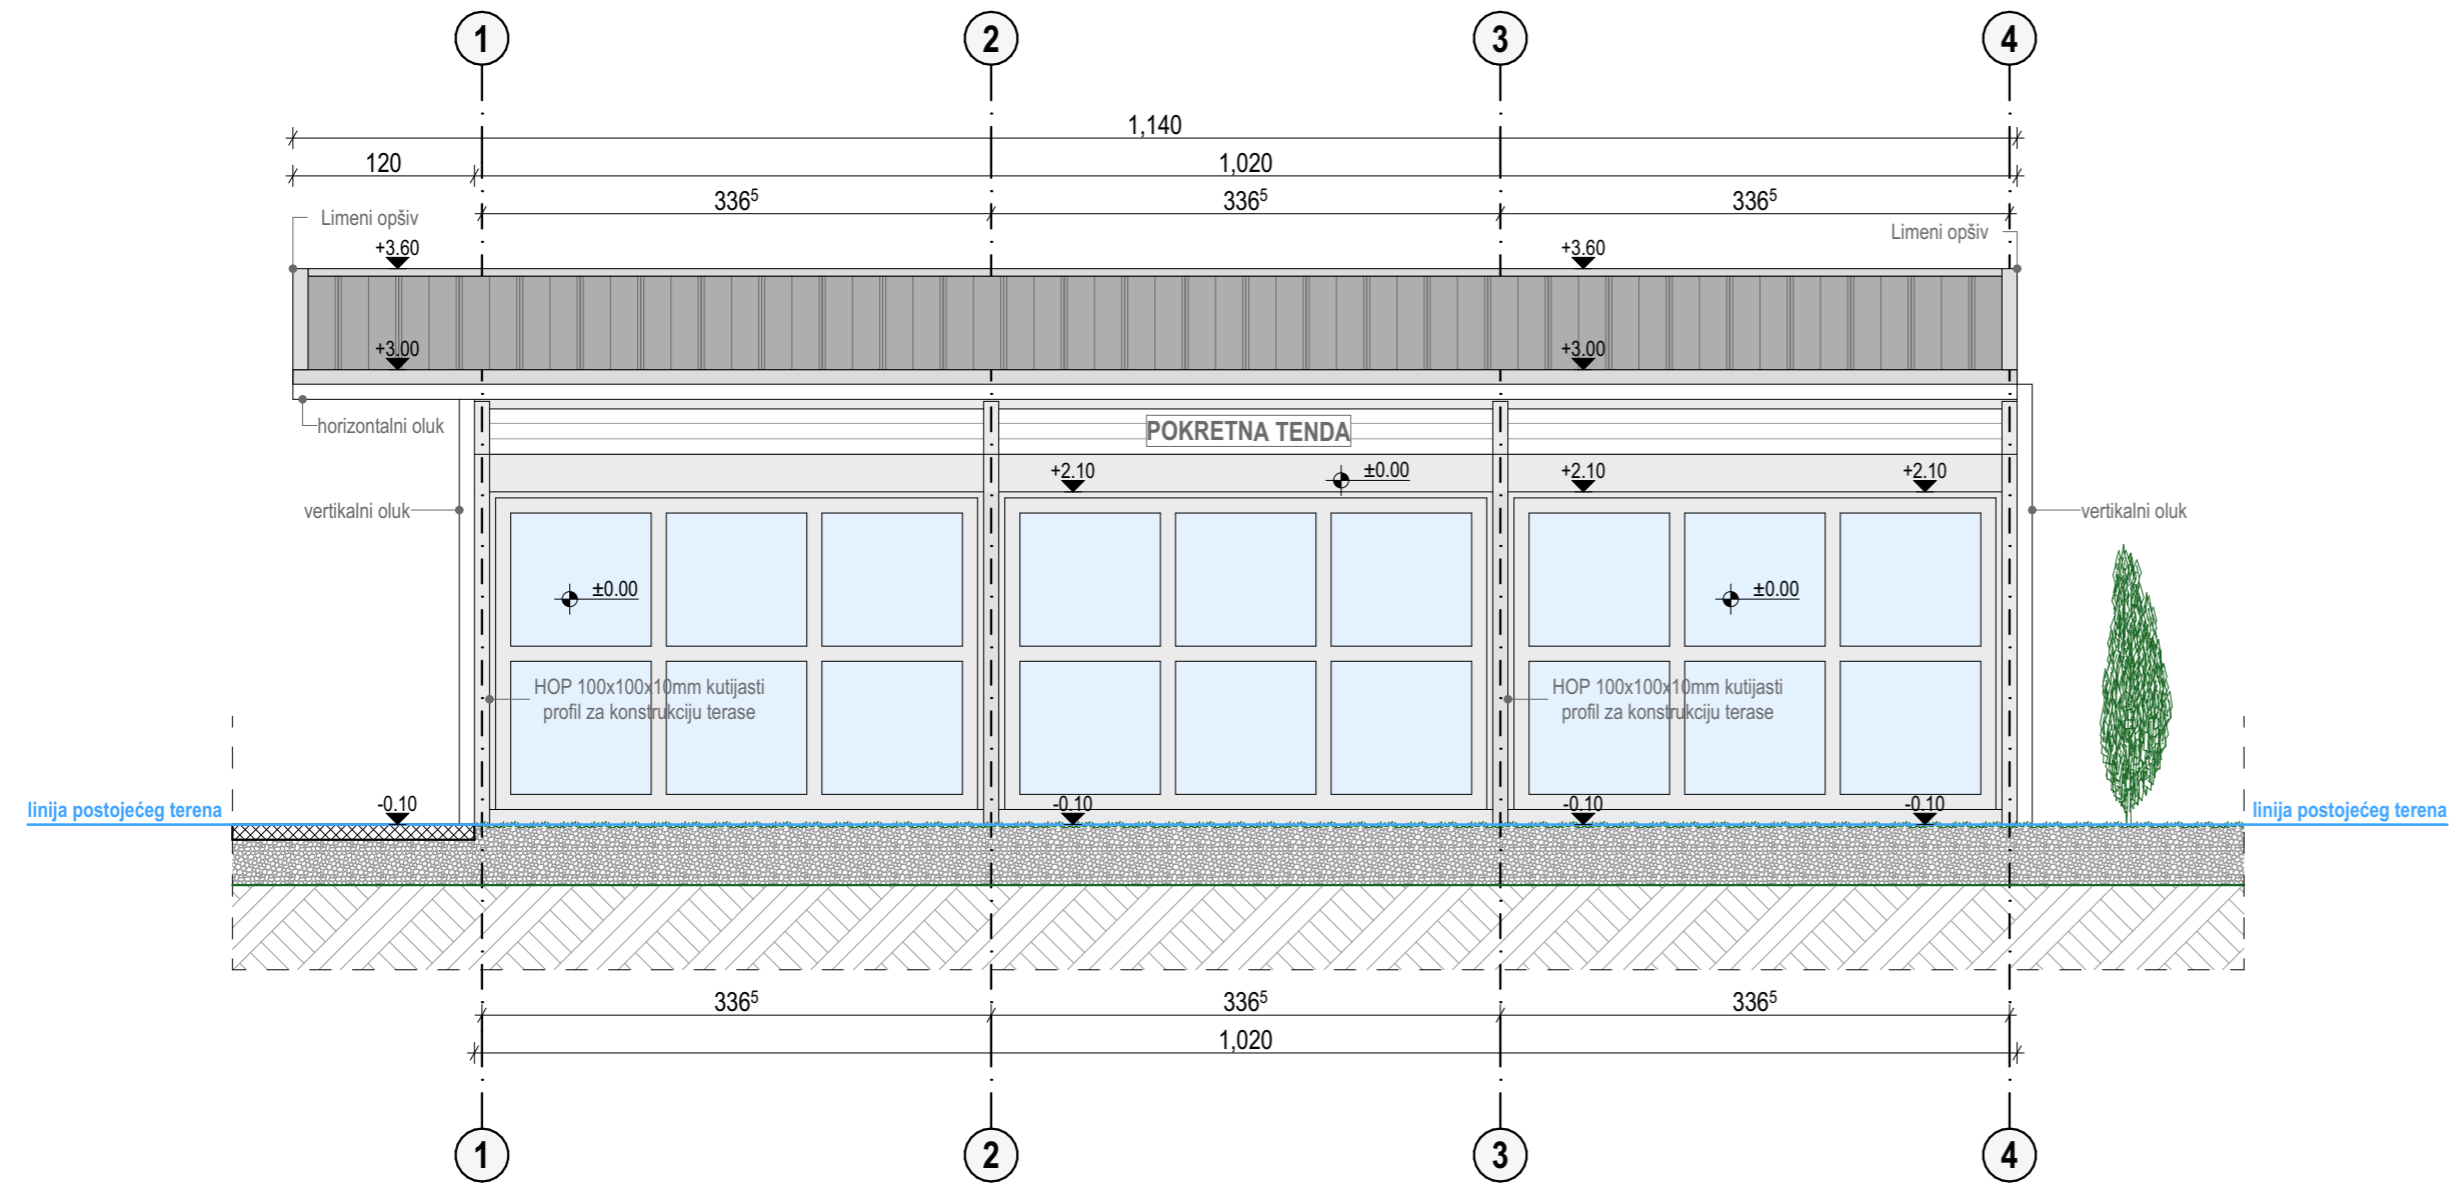 1 2 3 4
1,140
120 1,020
336⁵ 336⁵ 336⁵
Limeni opšiv
Limeni opšiv
+3.60 +3.60
+3.00 +3.00
horizontalni oluk
POKRETNA TENDA
+2.10 ±0.00 +2.10 +2.10
vertikalni oluk
vertikalni oluk
±0.00 ±0.00
HOP 100x100x10mm kutijasti
profil za konstrukciju terase
HOP 100x100x10mm kutijasti
profil za konstrukciju terase
linija postojećeg terena
-0.10 -0.10 -0.10 -0.10
linija postojećeg terena
336⁵ 336⁵ 336⁵
1,020
1 2 3 4